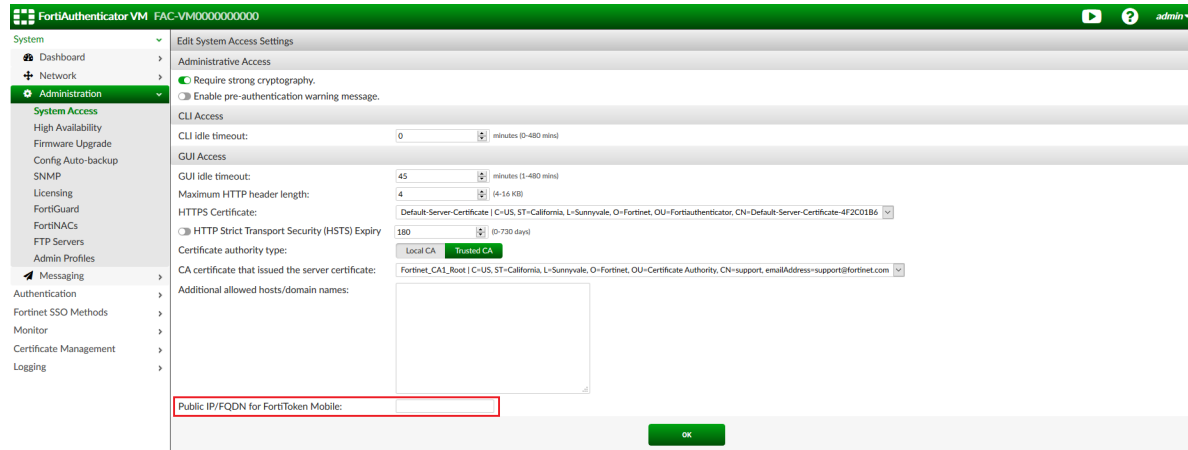 FortiAuthenticator VM FAC-VM0000000000
admin
System
Dashboard
Network
Administration
System Access
High Availability
Firmware Upgrade
Config Auto-backup
SNMP
Licensing
FortiGuard
FortiNACs
FTP Servers
Admin Profiles
Messaging
Authentication
Fortinet SSO Methods
Monitor
Certificate Management
Logging
Edit System Access Settings
Administrative Access
Require strong cryptography.
Enable pre-authentication warning message.
CLI Access
CLI idle timeout: 0 minutes (0-480 mins)
GUI Access
GUI idle timeout: 45 minutes (1-480 mins)
Maximum HTTP header length: 4 (4-16 KB)
HTTPS Certificate: Default-Server-Certificate | C=US, ST=California, L=Sunnyvale, O=Fortinet, OU=Fortiauthenticator, CN=Default-Server-Certificate-4F2C01B6
HTTP Strict Transport Security (HSTS) Expiry 180 (0-730 days)
Certificate authority type: Local CA Trusted CA
CA certificate that issued the server certificate: Fortinet_CA1_Root | C=US, ST=California, L=Sunnyvale, O=Fortinet, OU=Certificate Authority, CN=support, emailAddress=support@fortinet.com
Additional allowed hosts/domain names:
Public IP/FQDN for FortiToken Mobile:
OK